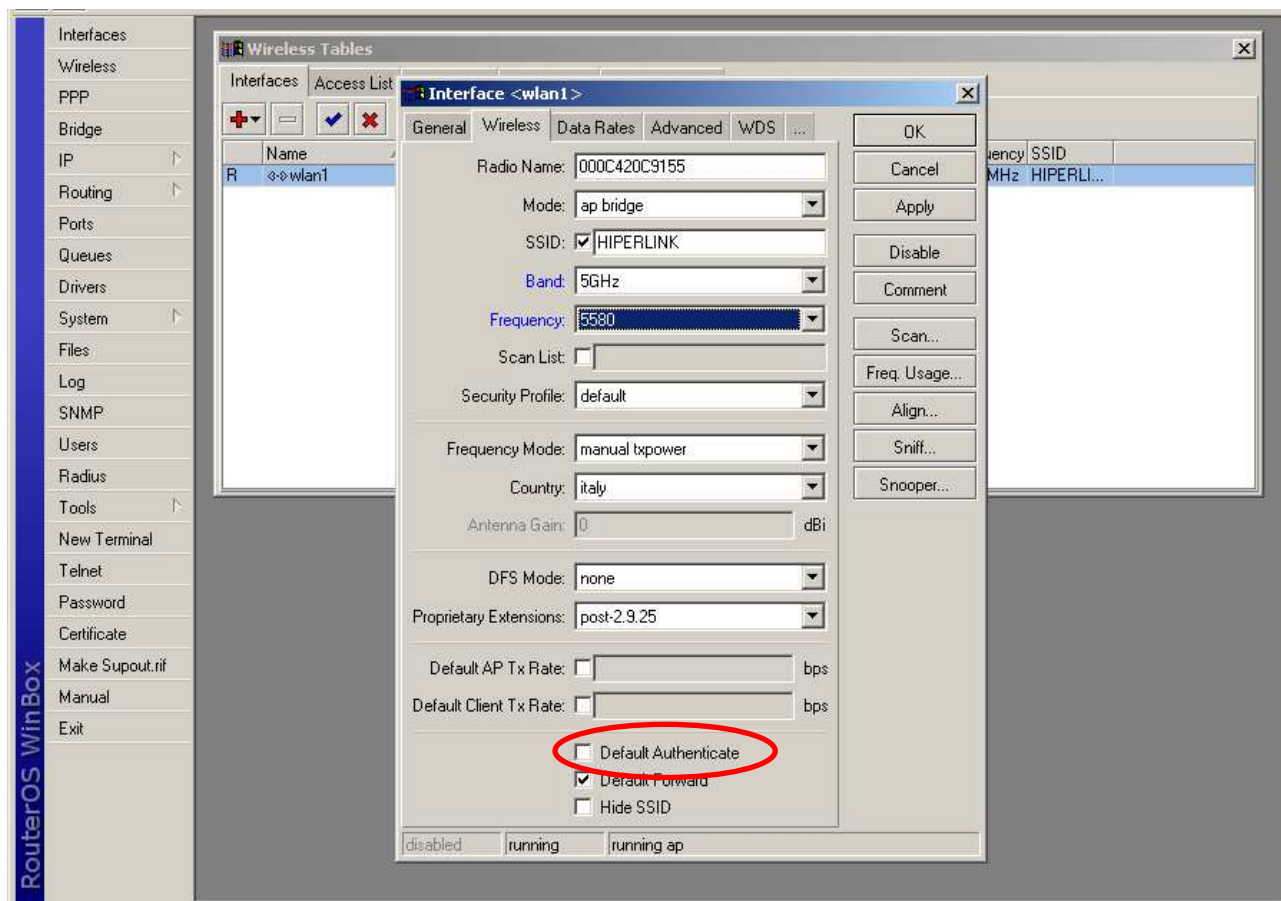 Interfaces
Wireless
PPP
Bridge
IP
Routing
Ports
Queues
Drivers
System
Files
Log
SNMP
Users
Radius
Tools
New Terminal
Telnet
Password
Certificate
Make Supout.rif
Manual
Exit
RouterOS WinBox
Wireless Tables
Interfaces Access List
Name
R wlan1
Interface <wlan1>
General Wireless Data Rates Advanced WDS ...
Radio Name: 000C420C9155
Mode: ap bridge
SSID: HIPERLINK
Band: 5GHz
Frequency: 5580
Scan List:
Security Profile: default
Frequency Mode: manual txpower
Country: italy
Antenna Gain: 0 dBi
DFS Mode: none
Proprietary Extensions: post-2.9.25
Default AP Tx Rate: bps
Default Client Tx Rate: bps
Default Authenticate
Default Forward
Hide SSID
disabled running running ap
OK
Cancel
Apply
Disable
Comment
Scan...
Freq. Usage...
Align...
Sniff...
Snooper...
SSID
MHz HIPERLI...